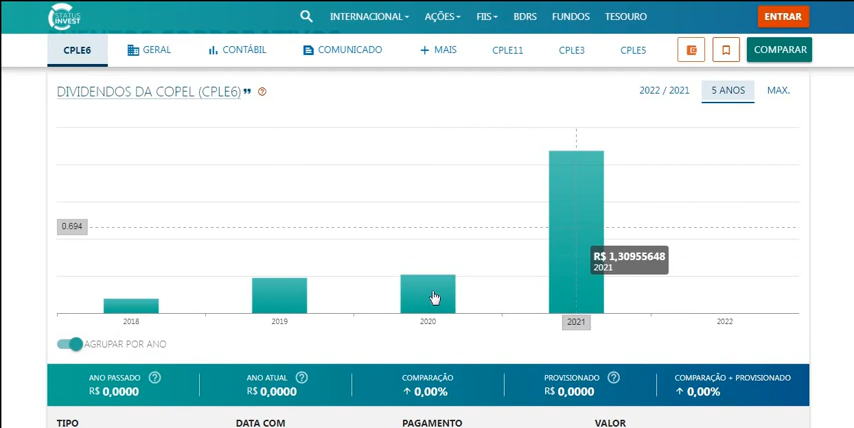 STATUS
INVEST
INTERNACIONAL
AÇÕES
FIIS
BDRS
FUNDOS
TESOURO
ENTRAR
CPLE6
GERAL
CONTÁBIL
COMUNICADO
+ MAIS
CPLE11
CPLE3
CPLE5
COMPARAR
DIVIDENDOS DA COPEL (CPLE6)
2022 / 2021
5 ANOS
MAX.
0.694
R$ 1,30955648
2021
2018
2019
2020
2021
2022
AGRUPAR POR ANO
ANO PASSADO
R$ 0,0000
ANO ATUAL
R$ 0,0000
COMPARAÇÃO
↑ 0,00%
PROVISIONADO
R$ 0,0000
COMPARAÇÃO + PROVISIONADO
↑ 0,00%
TIPO
DATA COM
PAGAMENTO
VALOR